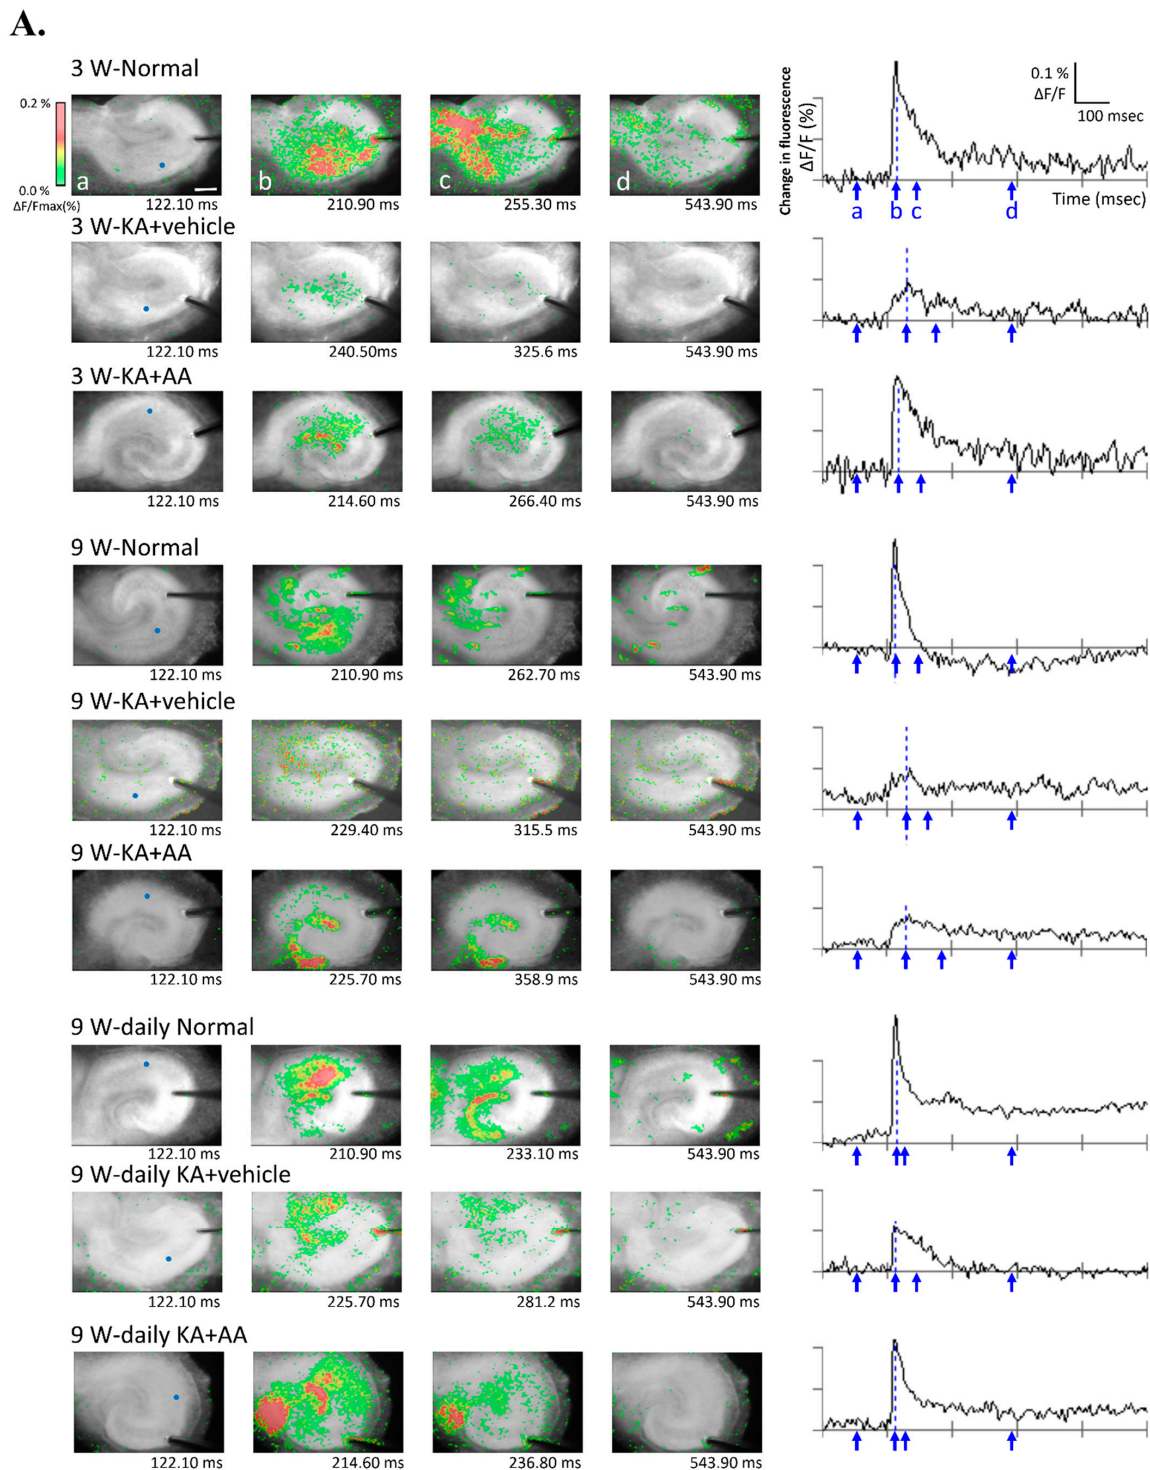 A.
3 W-Normal
0.2 %
0.0 %
ΔF/Fmax(%)
a
b
c
d
122.10 ms
210.90 ms
255.30 ms
543.90 ms
Change in fluorescence
ΔF/F (%)
0.1 %
ΔF/F
100 msec
a b c d
Time (msec)
3 W-KA+vehicle
122.10 ms
240.50ms
325.6 ms
543.90 ms
3 W-KA+AA
122.10 ms
214.60 ms
266.40 ms
543.90 ms
9 W-Normal
122.10 ms
210.90 ms
262.70 ms
543.90 ms
9 W-KA+vehicle
122.10 ms
229.40 ms
315.5 ms
543.90 ms
9 W-KA+AA
122.10 ms
225.70 ms
358.9 ms
543.90 ms
9 W-daily Normal
122.10 ms
210.90 ms
233.10 ms
543.90 ms
9 W-daily KA+vehicle
122.10 ms
225.70 ms
281.2 ms
543.90 ms
9 W-daily KA+AA
122.10 ms
214.60 ms
236.80 ms
543.90 ms